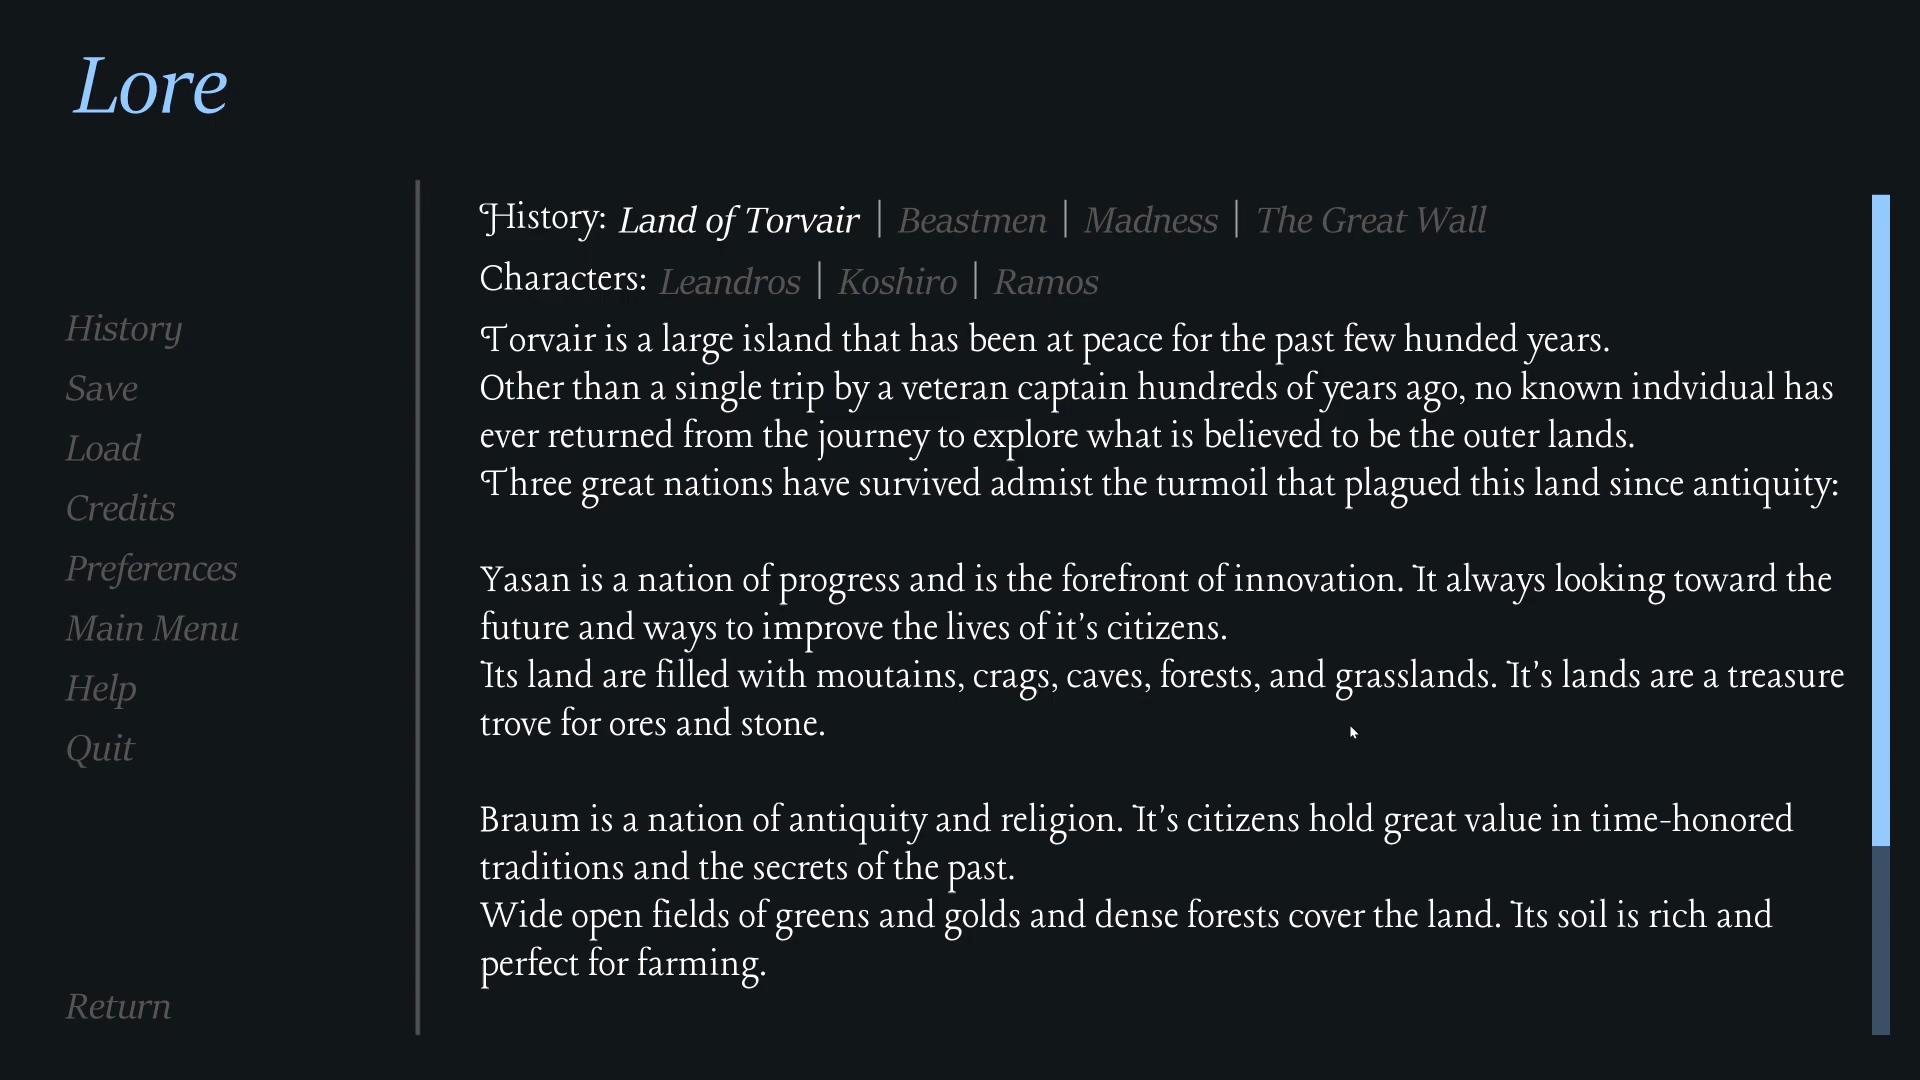 Lore
History: Land of Torvair | Beastmen | Madness | The Great Wall
Characters: Leandros | Koshiro | Ramos
Torvair is a large island that has been at peace for the past few hunded years.
Other than a single trip by a veteran captain hundreds of years ago, no known indvidual has
ever returned from the journey to explore what is believed to be the outer lands.
Three great nations have survived admist the turmoil that plagued this land since antiquity:
Yasan is a nation of progress and is the forefront of innovation. It always looking toward the
future and ways to improve the lives of it's citizens.
Its land are filled with moutains, crags, caves, forests, and grasslands. It's lands are a treasure
trove for ores and stone.
Braum is a nation of antiquity and religion. It's citizens hold great value in time-honored
traditions and the secrets of the past.
Wide open fields of greens and golds and dense forests cover the land. Its soil is rich and
perfect for farming.
History
Save
Load
Credits
Preferences
Main Menu
Help
Quit
Return